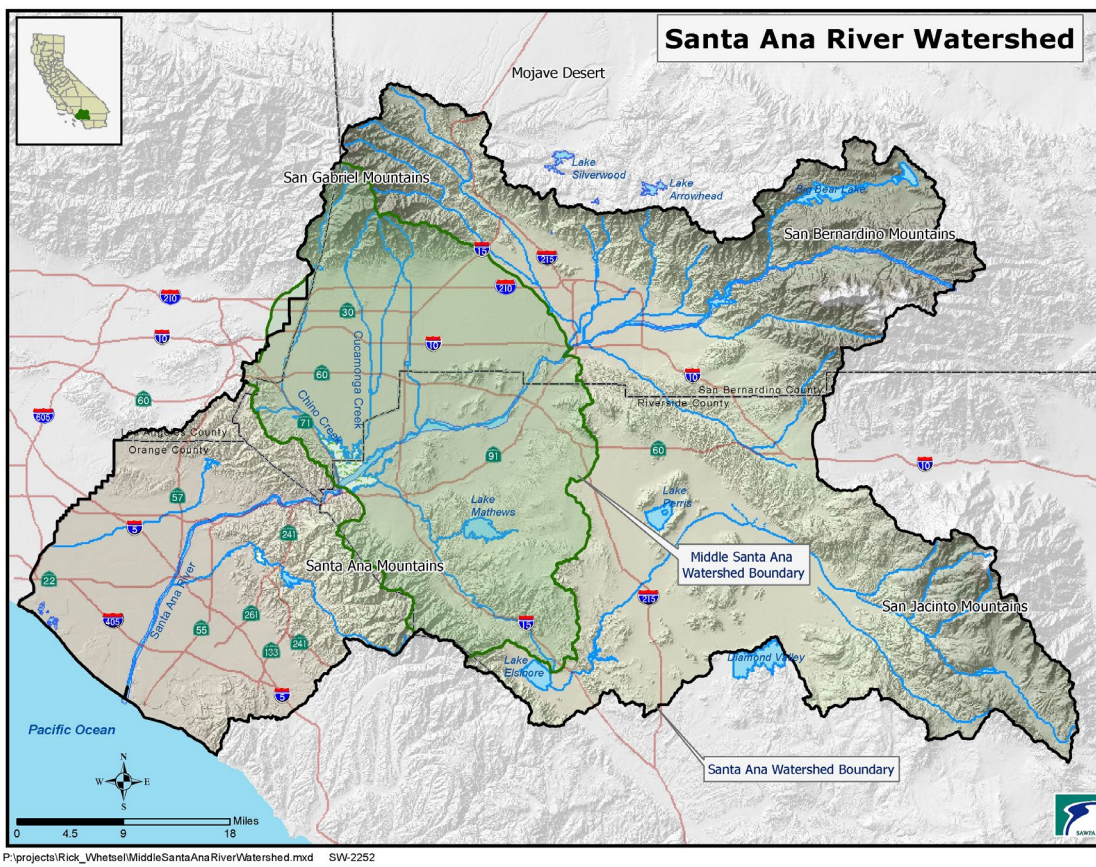 Santa Ana River Watershed
Mojave Desert
Lake
Silverwood
Lake
Arrowhead
San Gabriel Mountains
Big Bear Lake
San Bernardino Mountains
15
215
210
210
30
10
10
Cucamonga Creek
60
10
60
San Bernardino County
Riverside County
605
Chino Creek
71
Los Angeles County
Orange County
91
60
10
57
Lake
Mathews
Lake
Perris
5
241
Middle Santa Ana
Watershed Boundary
Santa Ana Mountains
22
Santa Ana River
215
San Jacinto Mountains
405
55
261
15
133
241
Lake
Elsinore
Diamond Valley
5
Pacific Ocean
N
W
E
S
Santa Ana Watershed Boundary
Miles
0
4.5
9
18
SAWPA
P:\projects\Rick_Whetsel\MiddleSantaAnaRiverWatershed.mxd SW-2252